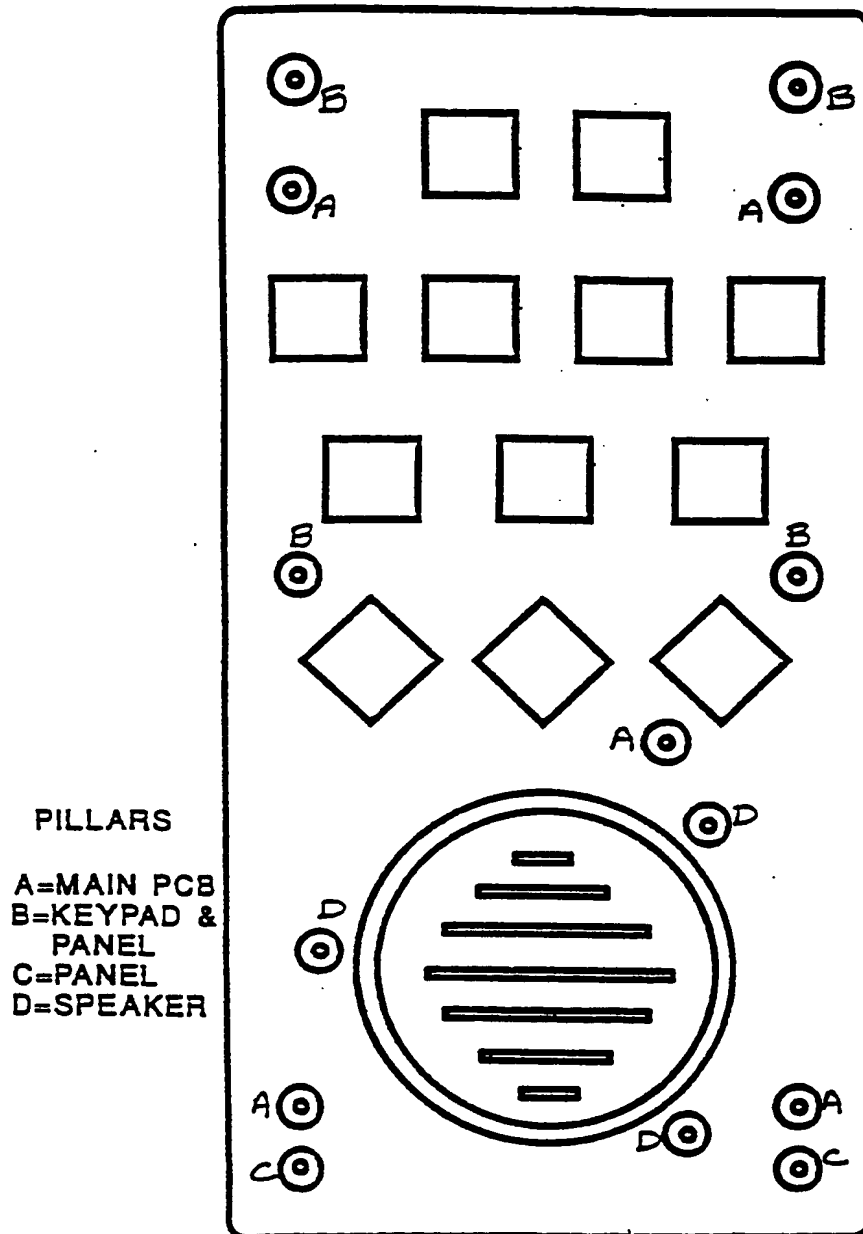 B
B
A
A
B
B
A
D
PILLARS
A=MAIN PCB
B=KEYPAD &
PANEL
C=PANEL
D=SPEAKER
D
A
A
D
C
C